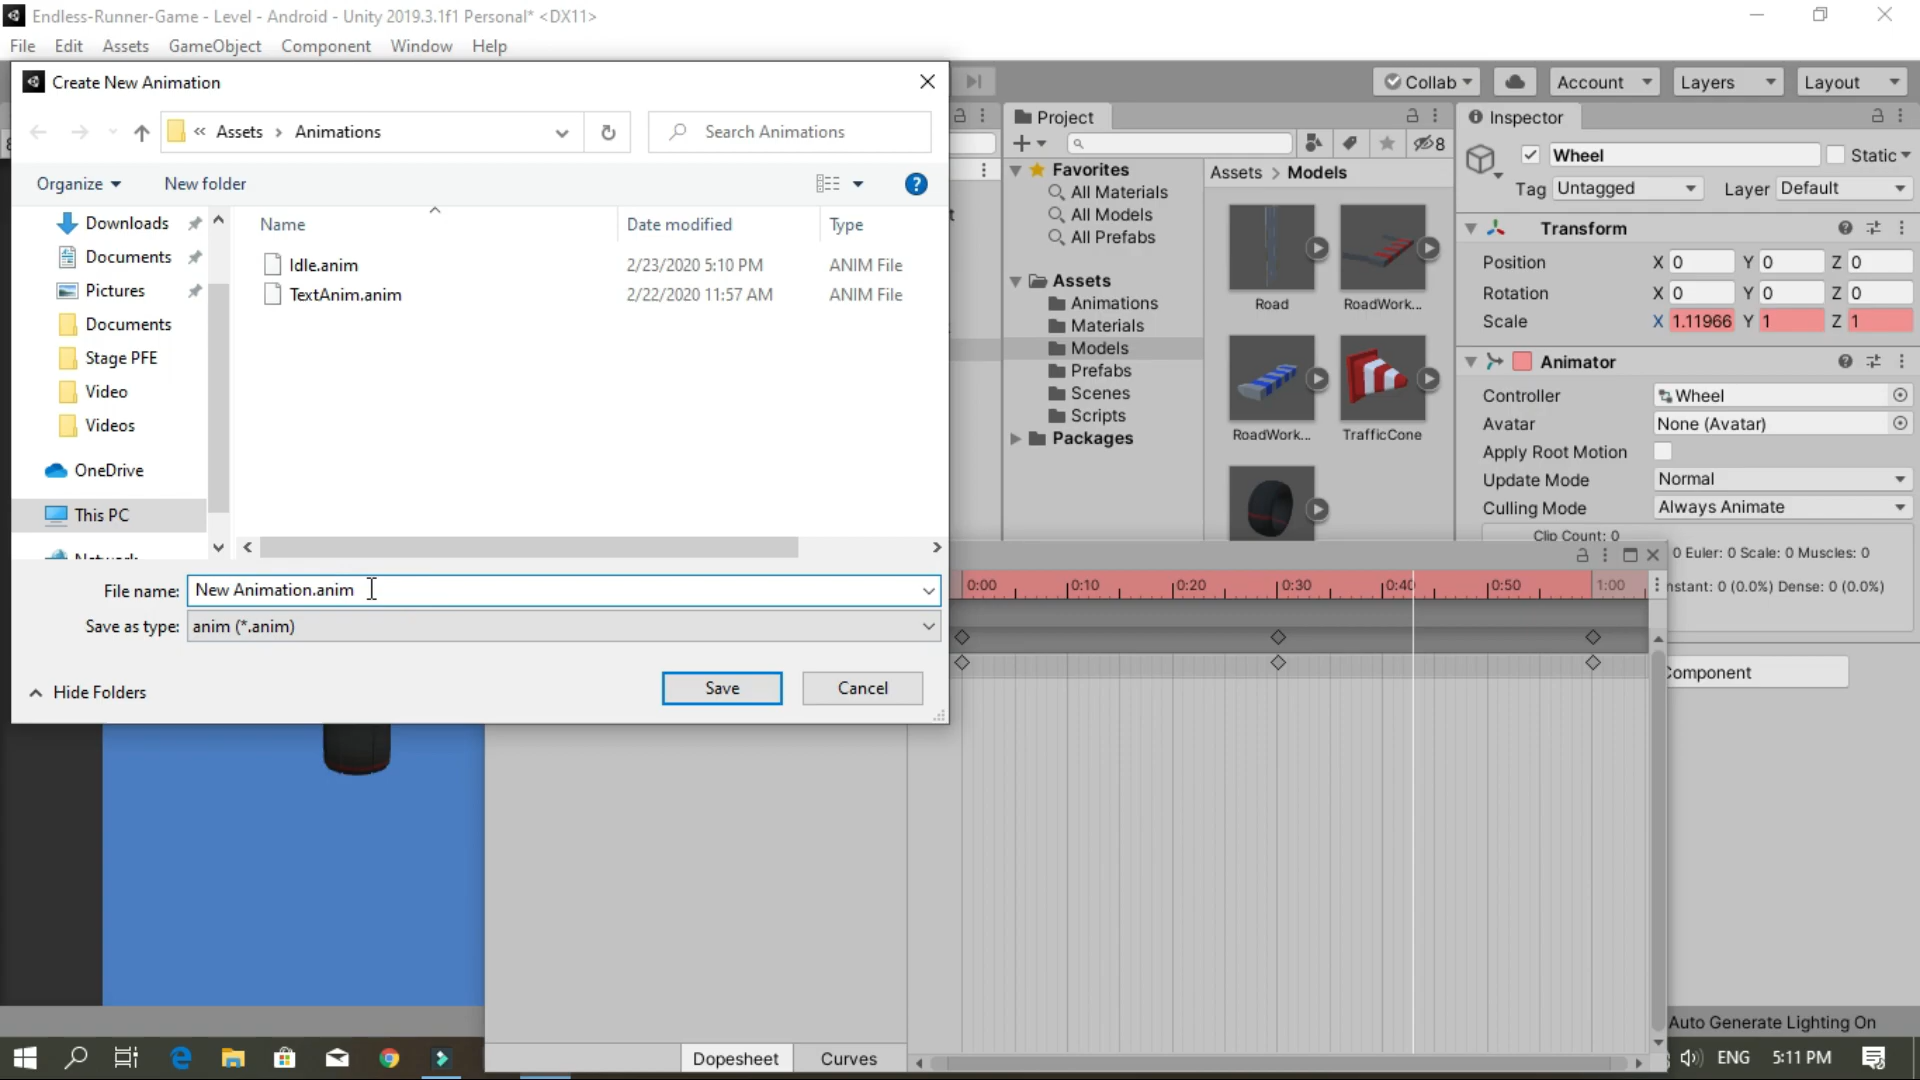 Endless-Runner-Game - Level - Android - Unity 2019.3.1f1 Personal* <DX11>
File Edit Assets GameObject Component Window Help
Create New Animation
« Assets › Animations
Search Animations
Organize
New folder
Downloads
Documents
Pictures
Documents
Stage PFE
Video
Videos
OneDrive
This PC
Name Date modified Type
Idle.anim 2/23/2020 5:10 PM ANIM File
TextAnim.anim 2/22/2020 11:57 AM ANIM File
File name: New Animation.anim
Save as type: anim (*.anim)
Hide Folders
Save
Cancel
Collab
Account
Layers
Layout
Project
8
Favorites
All Materials
All Models
All Prefabs
Assets
Animations
Materials
Models
Prefabs
Scenes
Scripts
Packages
Assets > Models
Road
RoadWork...
RoadWork...
TrafficCone
Inspector
Wheel
Static
Tag Untagged
Layer Default
Transform
Position X 0 Y 0 Z 0
Rotation X 0 Y 0 Z 0
Scale X 1.11966 Y 1 Z 1
Animator
Controller Wheel
Avatar None (Avatar)
Apply Root Motion
Update Mode Normal
Culling Mode Always Animate
Clip Count: 0
0 Euler: 0 Scale: 0 Muscles: 0
nstant: 0 (0.0%) Dense: 0 (0.0%)
Component
0:00 0:10 0:20 0:30 0:40 0:50 1:00
Dopesheet
Curves
Auto Generate Lighting On
ENG
5:11 PM